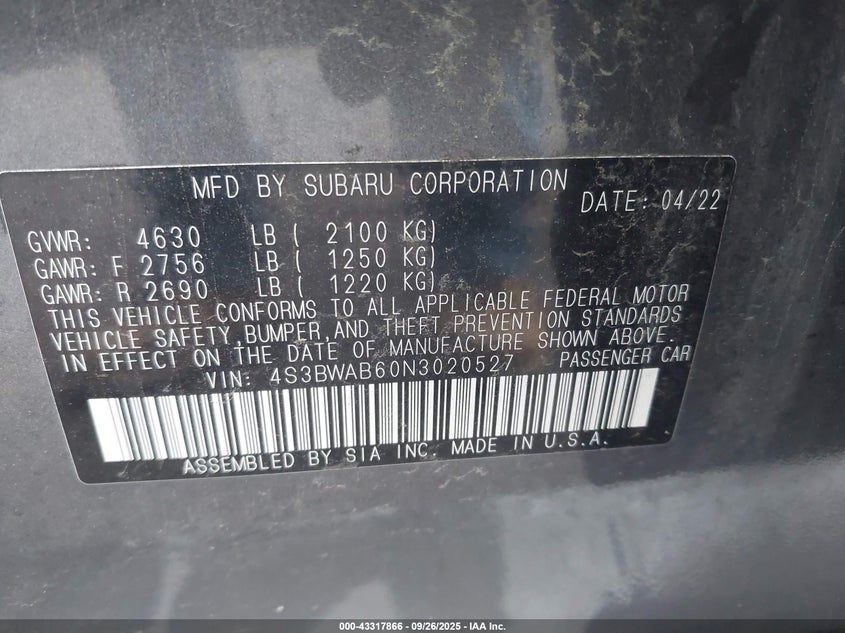 MFD BY SUBARU CORPORATION
DATE: 04/22
GVWR: 4630 LB ( 2100 KG)
GAWR: F 2756 LB ( 1250 KG)
GAWR: R 2690 LB ( 1220 KG)
THIS VEHICLE CONFORMS TO ALL APPLICABLE FEDERAL MOTOR
VEHICLE SAFETY,BUMPER,AND THEFT PREVENTION STANDARDS
IN EFFECT ON THE DATE OF MANUFACTURE SHOWN ABOVE.
VIN: 4S3BWAB60N3020527 PASSENGER CAR
ASSEMBLED BY SIA INC. MADE IN U.S.A.
000-43317866 - 09/26/2025 - IAA Inc.